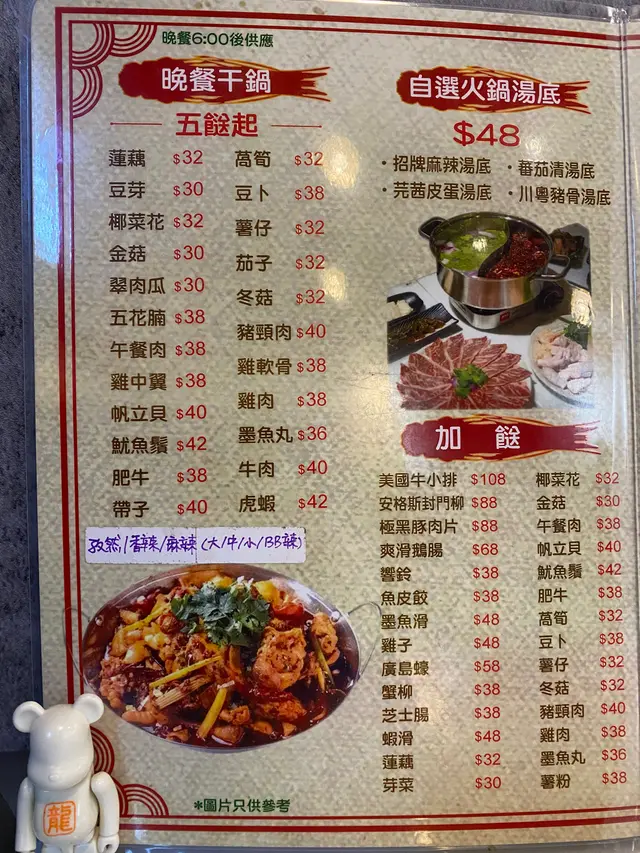 晚餐6:00後供應
晚餐干鍋
五餸起
蓮藕 $32
豆芽 $30
椰菜花 $32
金菇 $30
翠肉瓜 $30
五花腩 $38
午餐肉 $38
雞中翼 $38
帆立貝 $40
魷魚鬚 $42
肥牛 $38
帶子 $40
萵筍 $32
豆卜 $38
薯仔 $32
茄子 $32
冬菇 $32
豬頸肉 $40
雞軟骨 $38
雞肉 $38
墨魚丸 $36
牛肉 $40
虎蝦 $42
孜然/香辣/麻辣(大/中/小/BB辣)
*圖片只供參考
自選火鍋湯底
$48
·招牌麻辣湯底 ·番茄清湯底
·芫茜皮蛋湯底 ·川粵豬骨湯底
加 餸
美國牛小排 $108
安格斯封門柳 $88
極黑豚肉片 $88
爽滑鵝腸 $68
響鈴 $38
魚皮餃 $38
墨魚滑 $48
雞子 $48
廣島蠔 $58
蟹柳 $38
芝士腸 $38
蝦滑 $48
蓮藕 $32
芽菜 $30
椰菜花 $32
金菇 $30
午餐肉 $38
帆立貝 $40
魷魚鬚 $42
肥牛 $38
萵筍 $32
豆卜 $38
薯仔 $32
冬菇 $32
豬頸肉 $40
雞肉 $38
墨魚丸 $36
薯粉 $38
龍